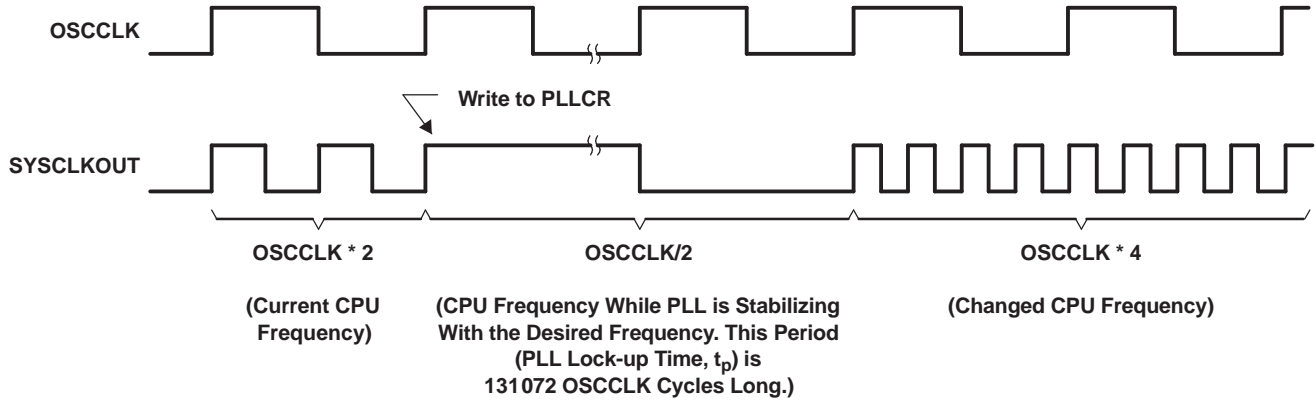 OSCCLK
Write to PLLCR
SYSCLKOUT
OSCCLK * 2
(Current CPU
Frequency)
OSCCLK/2
(CPU Frequency While PLL is Stabilizing
With the Desired Frequency. This Period
(PLL Lock-up Time, tp) is
131072 OSCCLK Cycles Long.)
OSCCLK * 4
(Changed CPU Frequency)